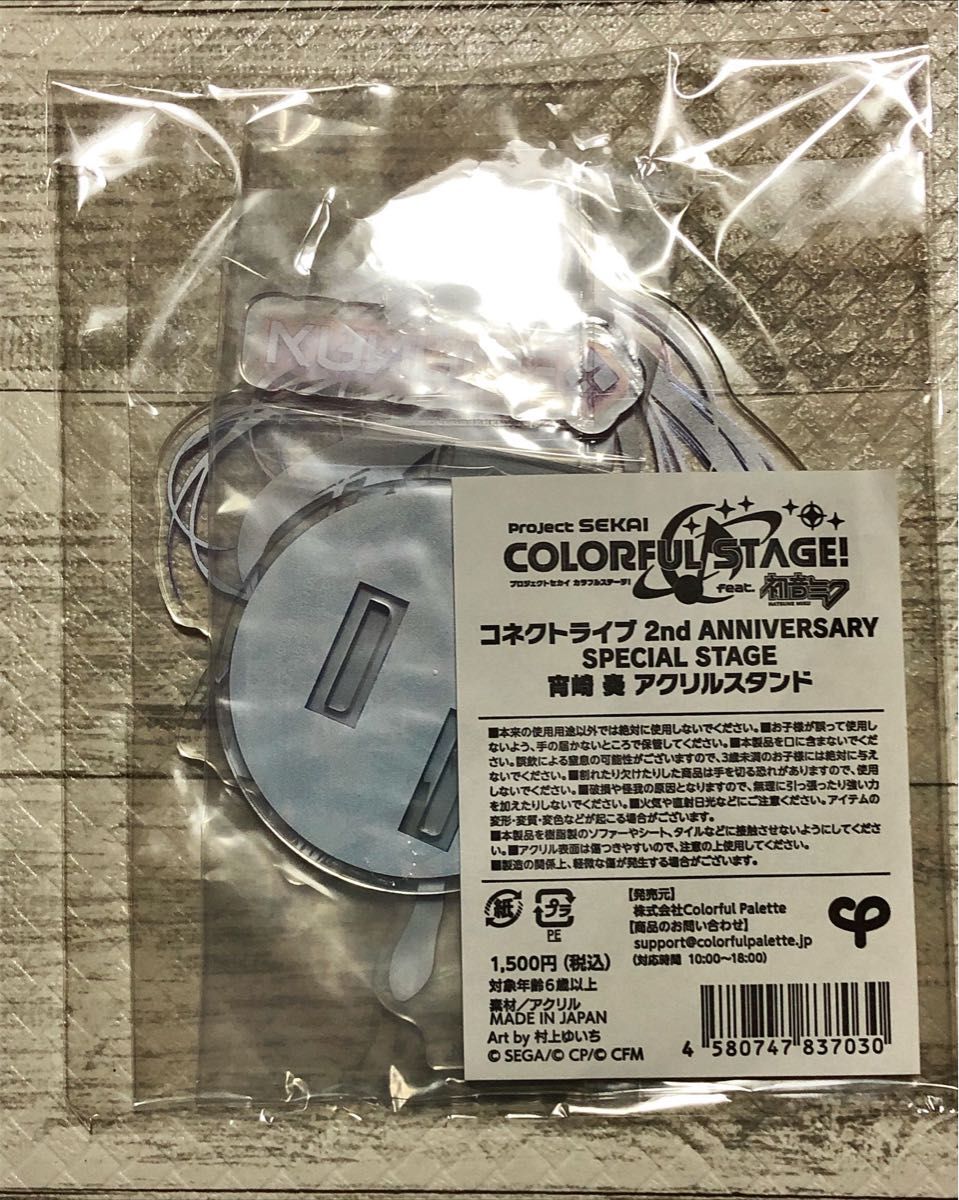 Project SEKAI
COLORFUL STAGE!
プロジェクトセカイ カラフルステージ!
feat. 初音ミク
HATSUNE MIKU
コネクトライブ 2nd ANNIVERSARY
SPECIAL STAGE
宵崎 奏 アクリルスタンド
■本来の使用用途以外では絶対に使用しないでください。■お子様が誤って使用し
ないよう、手の届かないところで保管してください。■本製品を口に含まないでくだ
さい。誤飲による窒息の可能性がございますので、3歳未満のお子様には絶対に与え
ないでください。■割れたり欠けたりした商品は手を切る恐れがありますので、使用
しないでください。■破損や怪我の原因となりますので、無理に引っ張ったり強い力
を加えたりしないでください。■火気や直射日光などにご注意ください。アイテムの
変形・変質・変色などが起こる場合がございます。
■本製品を樹脂製のソファーやシート、タイルなどに接触させないようにしてくださ
い。■アクリル表面は傷つきやすいので、注意の上使用してください。
■製造の関係上、軽微な傷が発生する場合がございます。
紙
プラ
PE
【発売元】
株式会社Colorful Palette
【商品のお問い合わせ】
support@colorfulpalette.jp
(対応時間 10:00〜18:00)
1,500円(税込)
対象年齢6歳以上
素材/アクリル
MADE IN JAPAN
Art by 村上ゆいち
© SEGA/© CP/© CFM
4 580747 837030